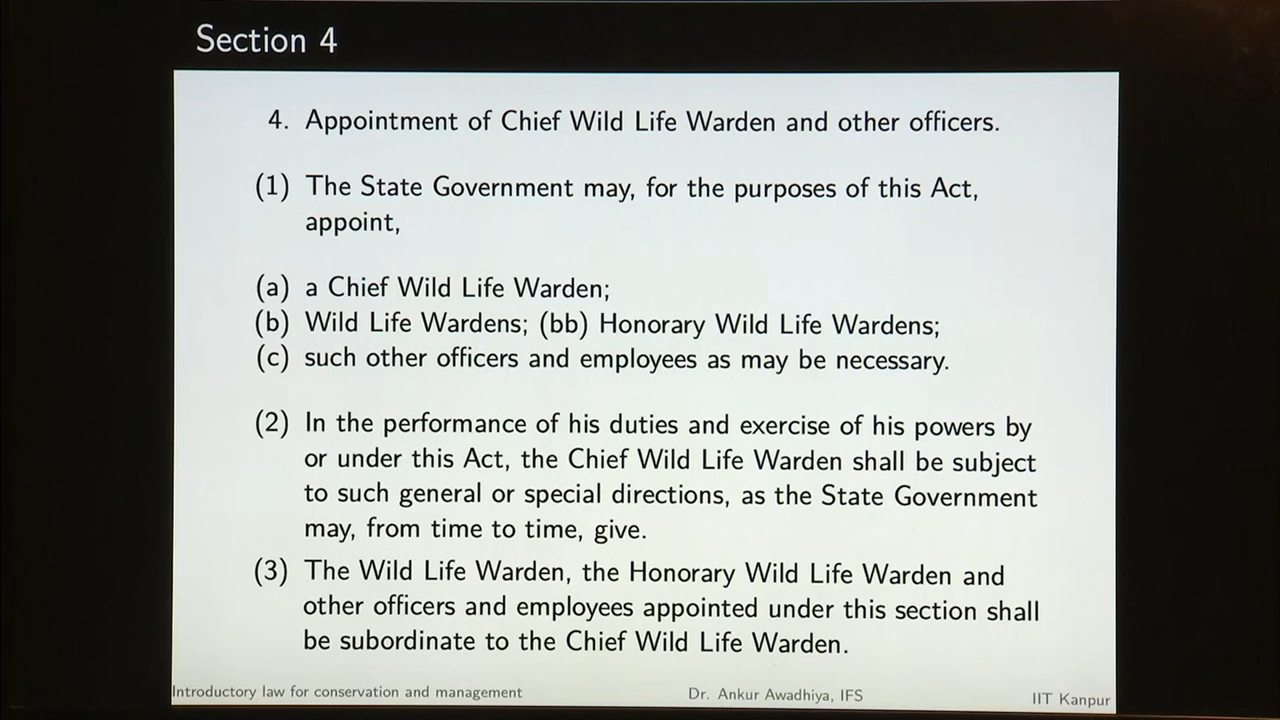 Section 4
4. Appointment of Chief Wild Life Warden and other officers.
(1) The State Government may, for the purposes of this Act,
appoint,
(a) a Chief Wild Life Warden;
(b) Wild Life Wardens; (bb) Honorary Wild Life Wardens;
(c) such other officers and employees as may be necessary.
(2) In the performance of his duties and exercise of his powers by
or under this Act, the Chief Wild Life Warden shall be subject
to such general or special directions, as the State Government
may, from time to time, give.
(3) The Wild Life Warden, the Honorary Wild Life Warden and
other officers and employees appointed under this section shall
be subordinate to the Chief Wild Life Warden.
Introductory law for conservation and management Dr. Ankur Awadhiya, IFS IIT Kanpur